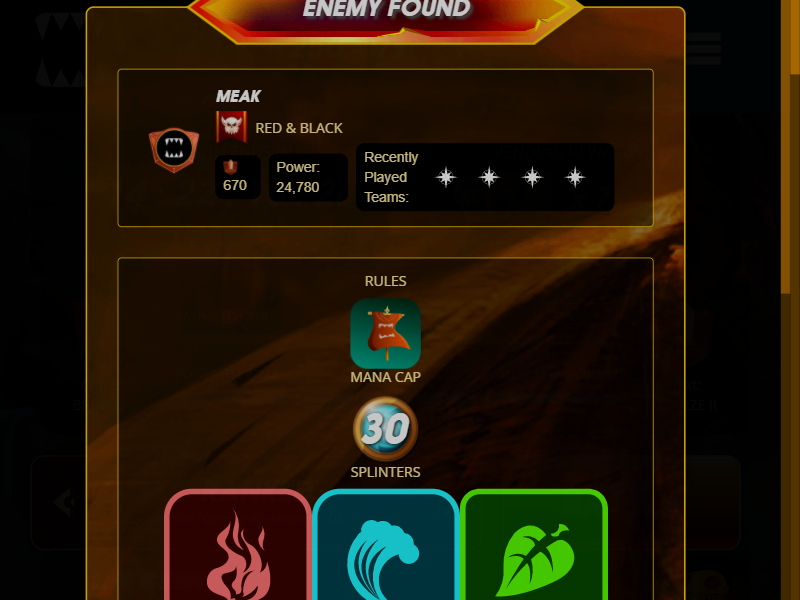 ENEMY FOUND
MEAK
RED & BLACK
670
Power:
24,780
Recently
Played
Teams:
RULES
MANA CAP
30
SPLINTERS